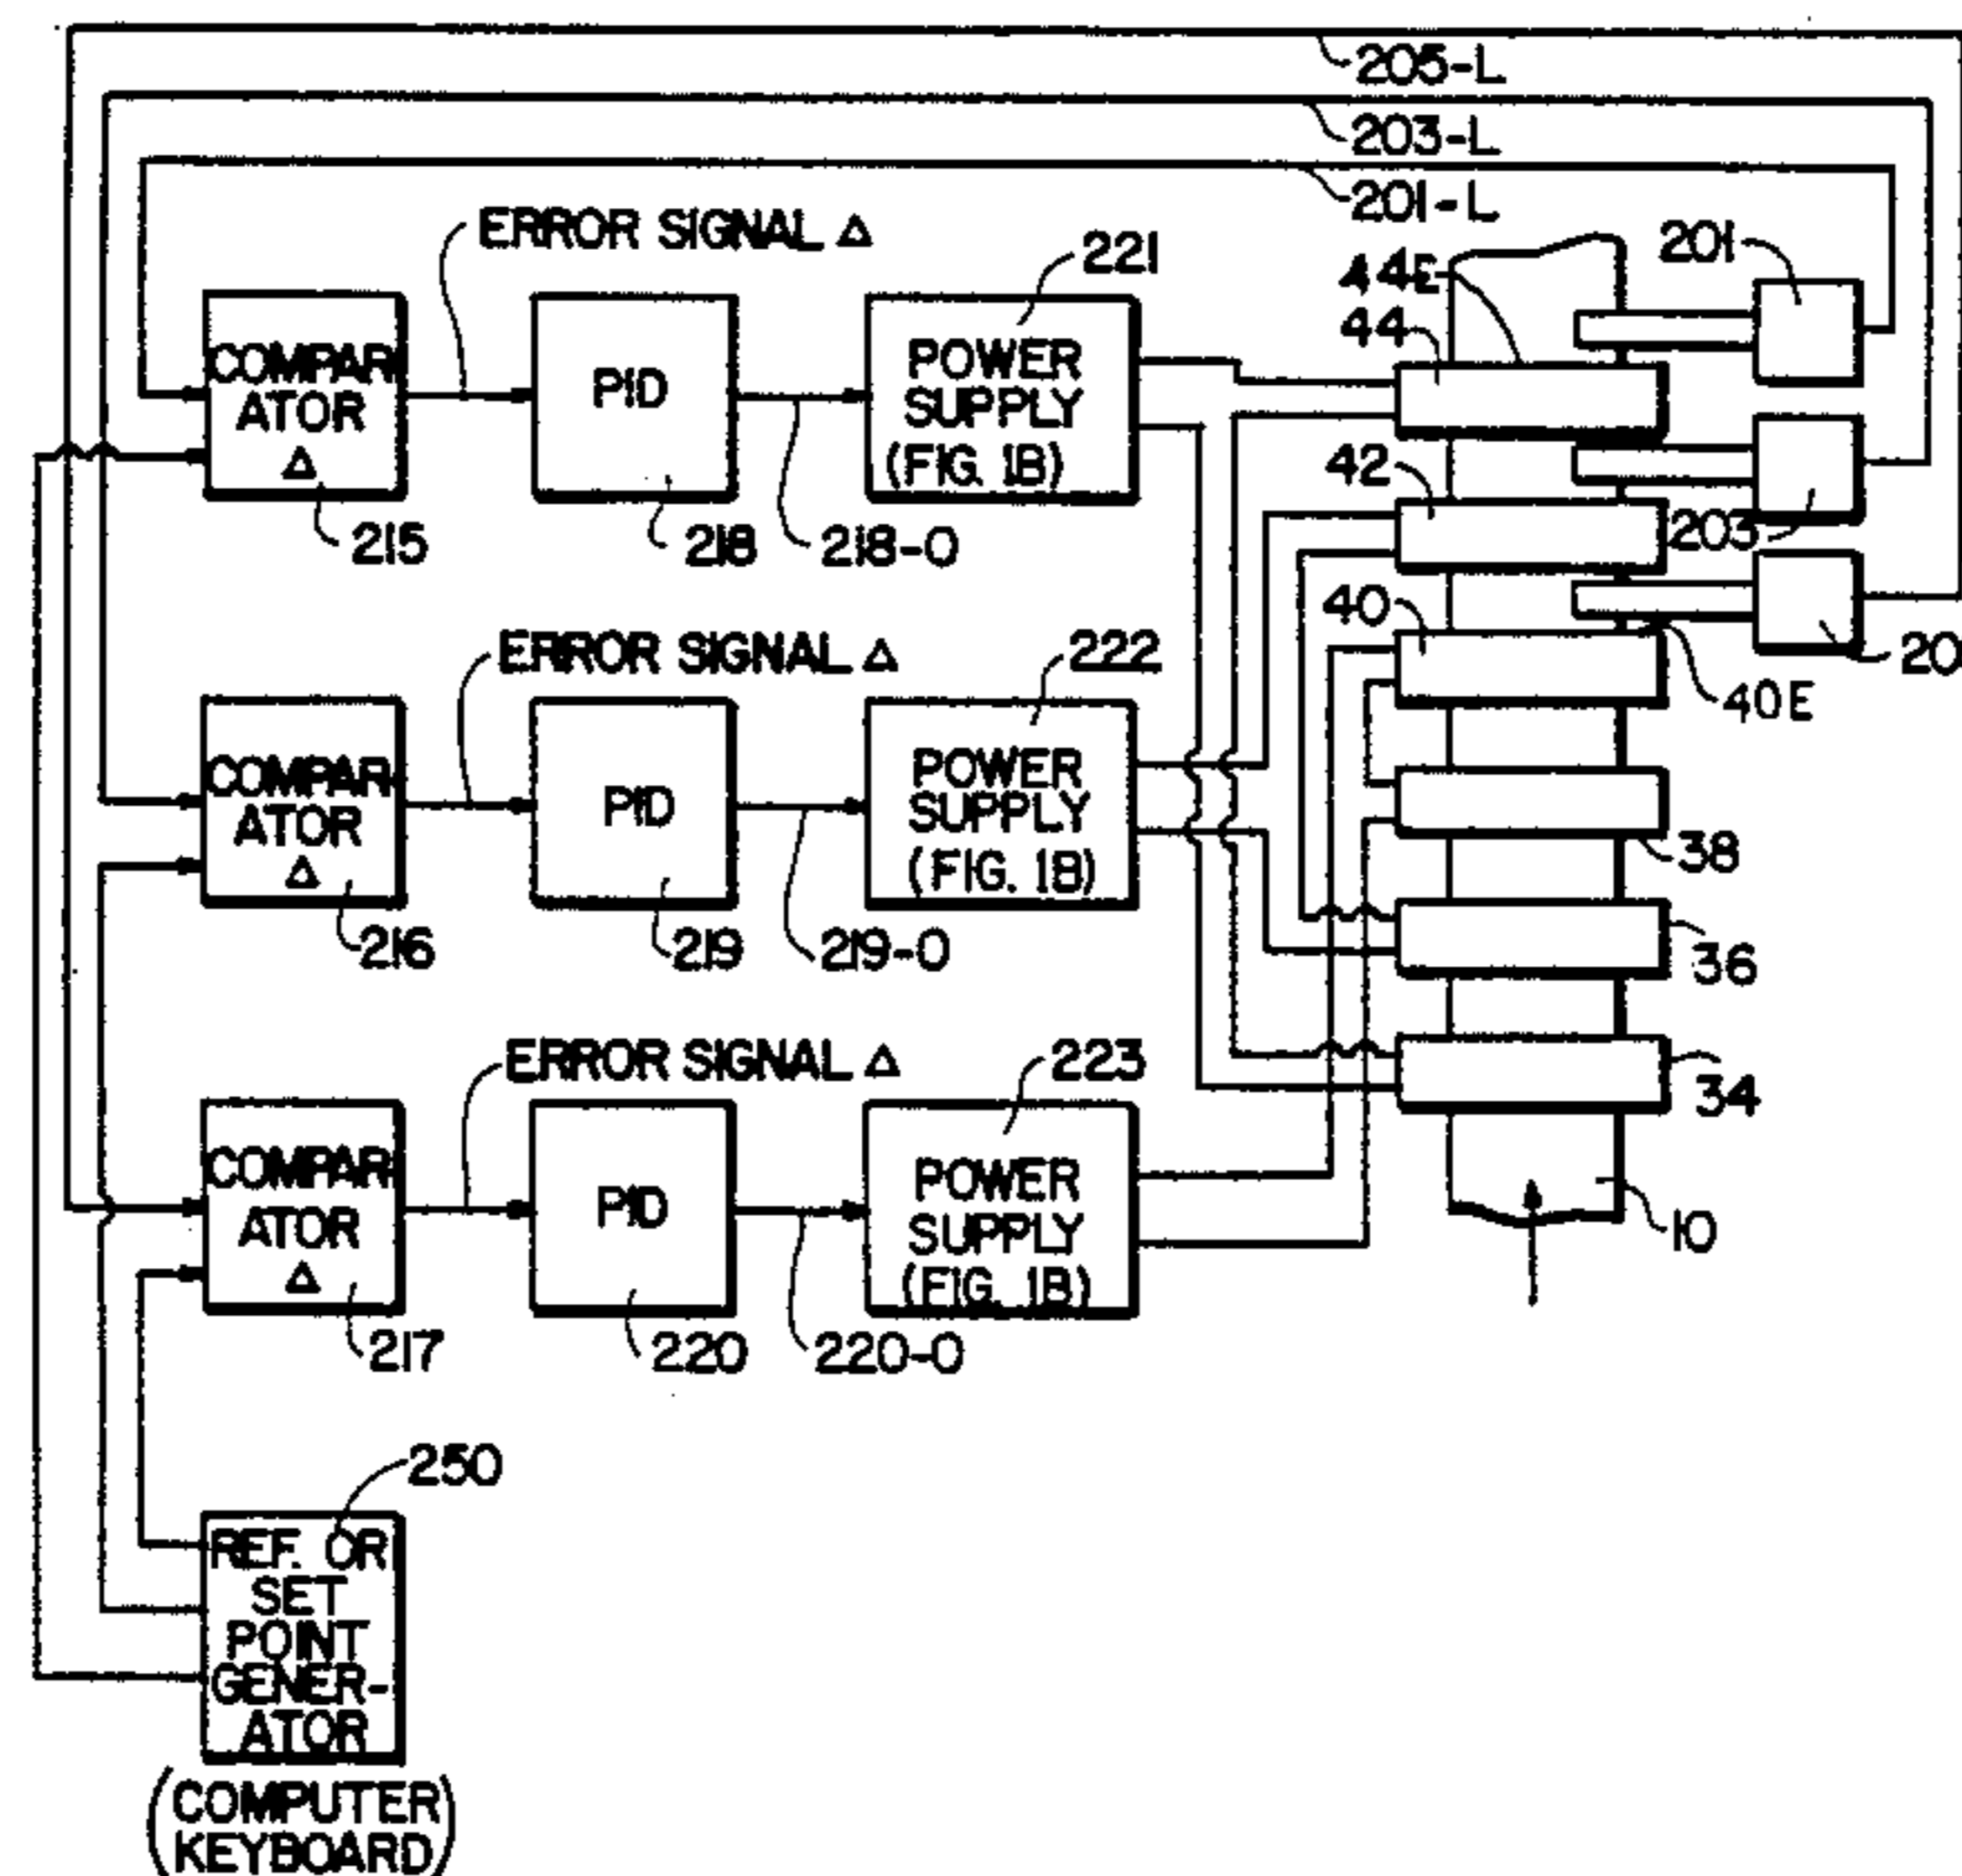 205-L
203-L
201-L
ERROR SIGNAL Δ
221
44E
201
44
COMPAR
ATOR
Δ
PID
POWER
SUPPLY
(FIG. 1B)
42
215
218
218-0
203
40
ERROR SIGNAL Δ
222
20
40E
COMPAR
ATOR
Δ
PID
POWER
SUPPLY
(FIG. 1B)
38
216
219
219-0
36
ERROR SIGNAL Δ
223
34
COMPAR
ATOR
Δ
PID
POWER
SUPPLY
(FIG. 1B)
10
217
220
220-0
250
REF. OR
SET
POINT
GENER-
ATOR
(COMPUTER
KEYBOARD)